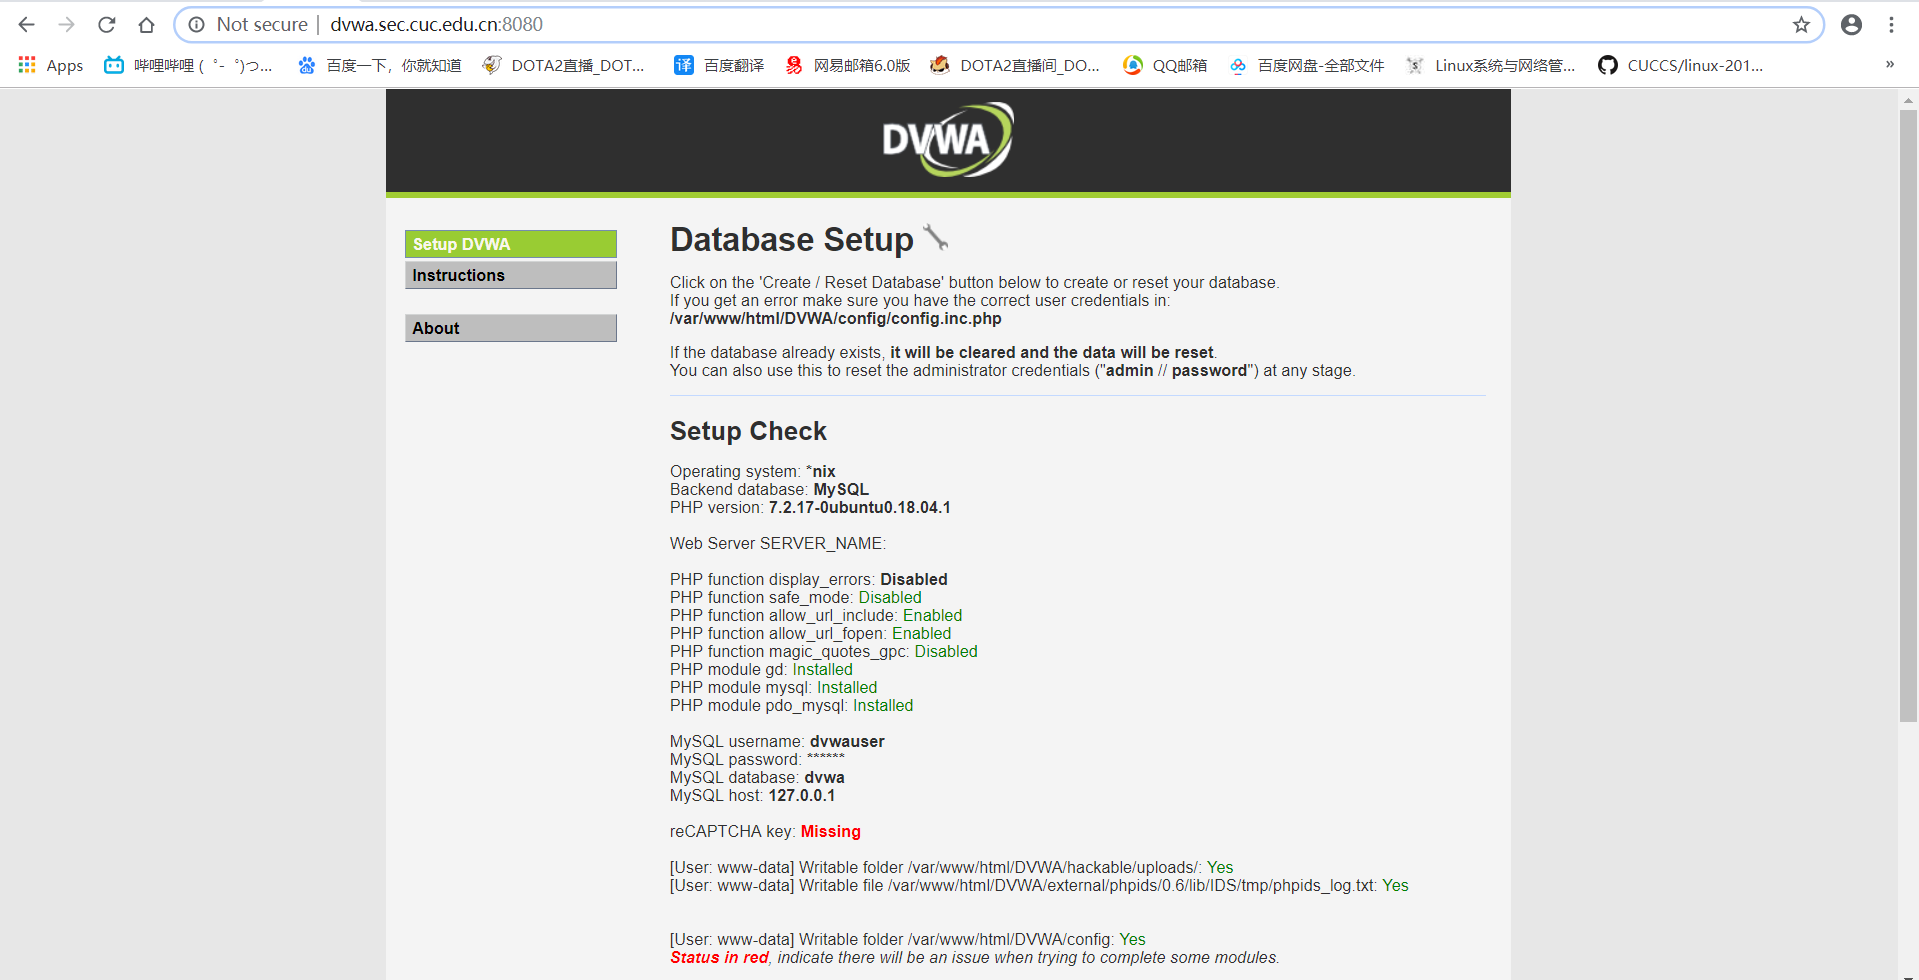 Not secure | dvwa.sec.cuc.edu.cn:8080
Apps 哔哩哔哩 (゜-゜)つ... 百度一下，你就知道 DOTA2直播_DOT... 百度翻译 网易邮箱6.0版 DOTA2直播间_DO... QQ邮箱 百度网盘-全部文件 Linux系统与网络管... CUCCS/linux-201... »
DVWA
Setup DVWA
Instructions
About
Database Setup
Click on the 'Create / Reset Database' button below to create or reset your database.
If you get an error make sure you have the correct user credentials in:
/var/www/html/DVWA/config/config.inc.php
If the database already exists, it will be cleared and the data will be reset.
You can also use this to reset the administrator credentials ("admin // password") at any stage.
Setup Check
Operating system: *nix
Backend database: MySQL
PHP version: 7.2.17-0ubuntu0.18.04.1
Web Server SERVER_NAME:
PHP function display_errors: Disabled
PHP function safe_mode: Disabled
PHP function allow_url_include: Enabled
PHP function allow_url_fopen: Enabled
PHP function magic_quotes_gpc: Disabled
PHP module gd: Installed
PHP module mysql: Installed
PHP module pdo_mysql: Installed
MySQL username: dvwauser
MySQL password: ******
MySQL database: dvwa
MySQL host: 127.0.0.1
reCAPTCHA key: Missing
[User: www-data] Writable folder /var/www/html/DVWA/hackable/uploads/: Yes
[User: www-data] Writable file /var/www/html/DVWA/external/phpids/0.6/lib/IDS/tmp/phpids_log.txt: Yes
[User: www-data] Writable folder /var/www/html/DVWA/config: Yes
Status in red, indicate there will be an issue when trying to complete some modules.